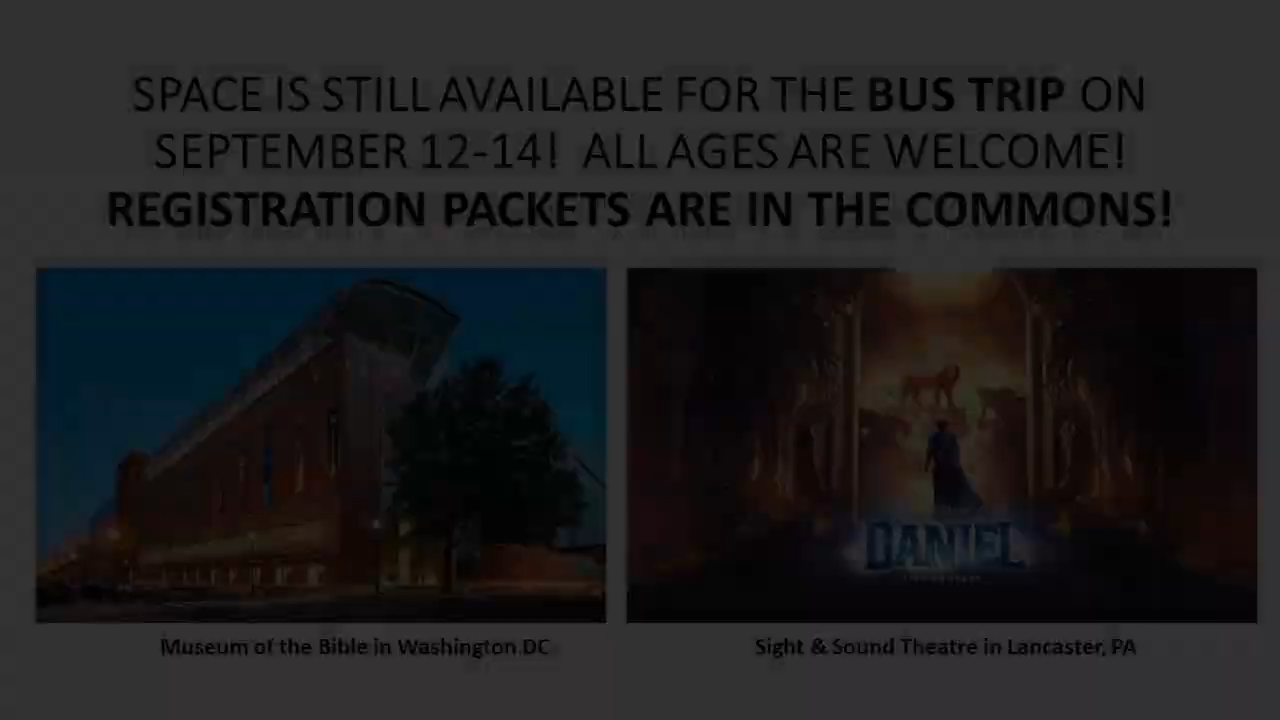 SPACE IS STILL AVAILABLE FOR THE BUS TRIP ON
SEPTEMBER 12-14! ALL AGES ARE WELCOME!
REGISTRATION PACKETS ARE IN THE COMMONS!
DANIEL
Museum of the Bible in Washington DC
Sight & Sound Theatre in Lancaster, PA